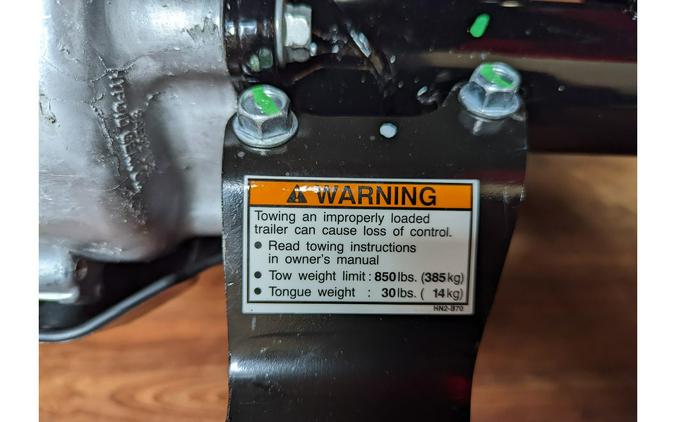 ⚠ WARNING
Towing an improperly loaded
trailer can cause loss of control.
• Read towing instructions
in owner's manual
• Tow weight limit : 850 lbs. (385 kg)
• Tongue weight : 30 lbs. ( 14 kg)
HN2-B70